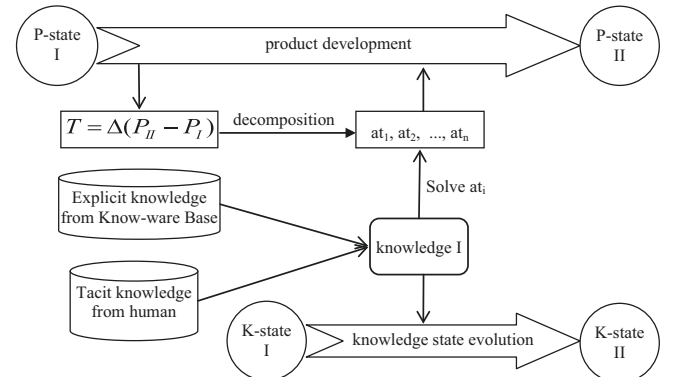 P-state
I
product development
P-state
II
T = Δ(P_II − P_I)
decomposition
at₁, at₂, ..., atₙ
Solve atᵢ
Explicit knowledge
from Know-ware Base
knowledge I
Tacit knowledge
from human
K-state
I
knowledge state evolution
K-state
II